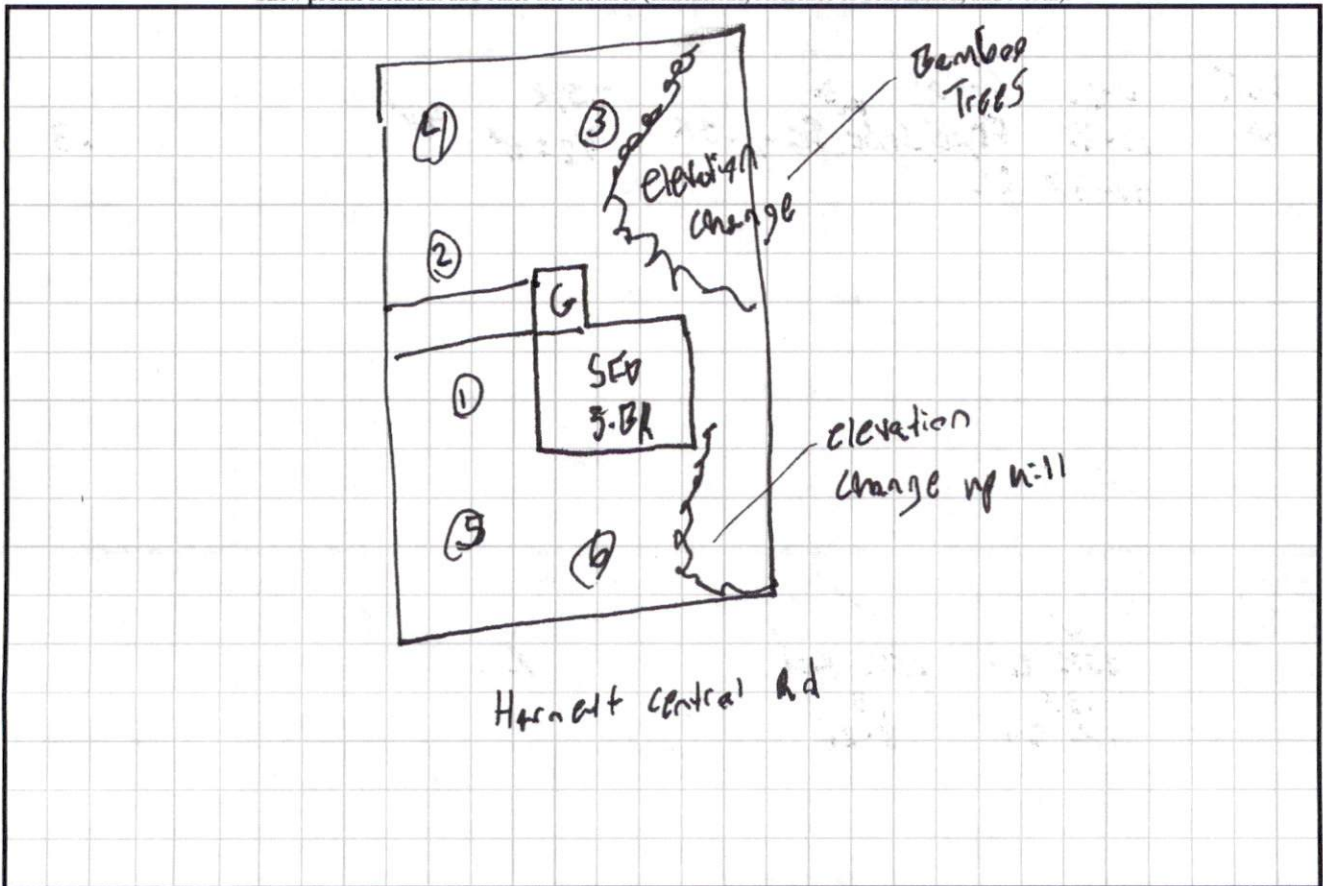 Bamboo
Trees
4
3
elevation
change
2
G
SFD
3-BR
1
elevation
change up hill
5
6
Harnett Central Rd